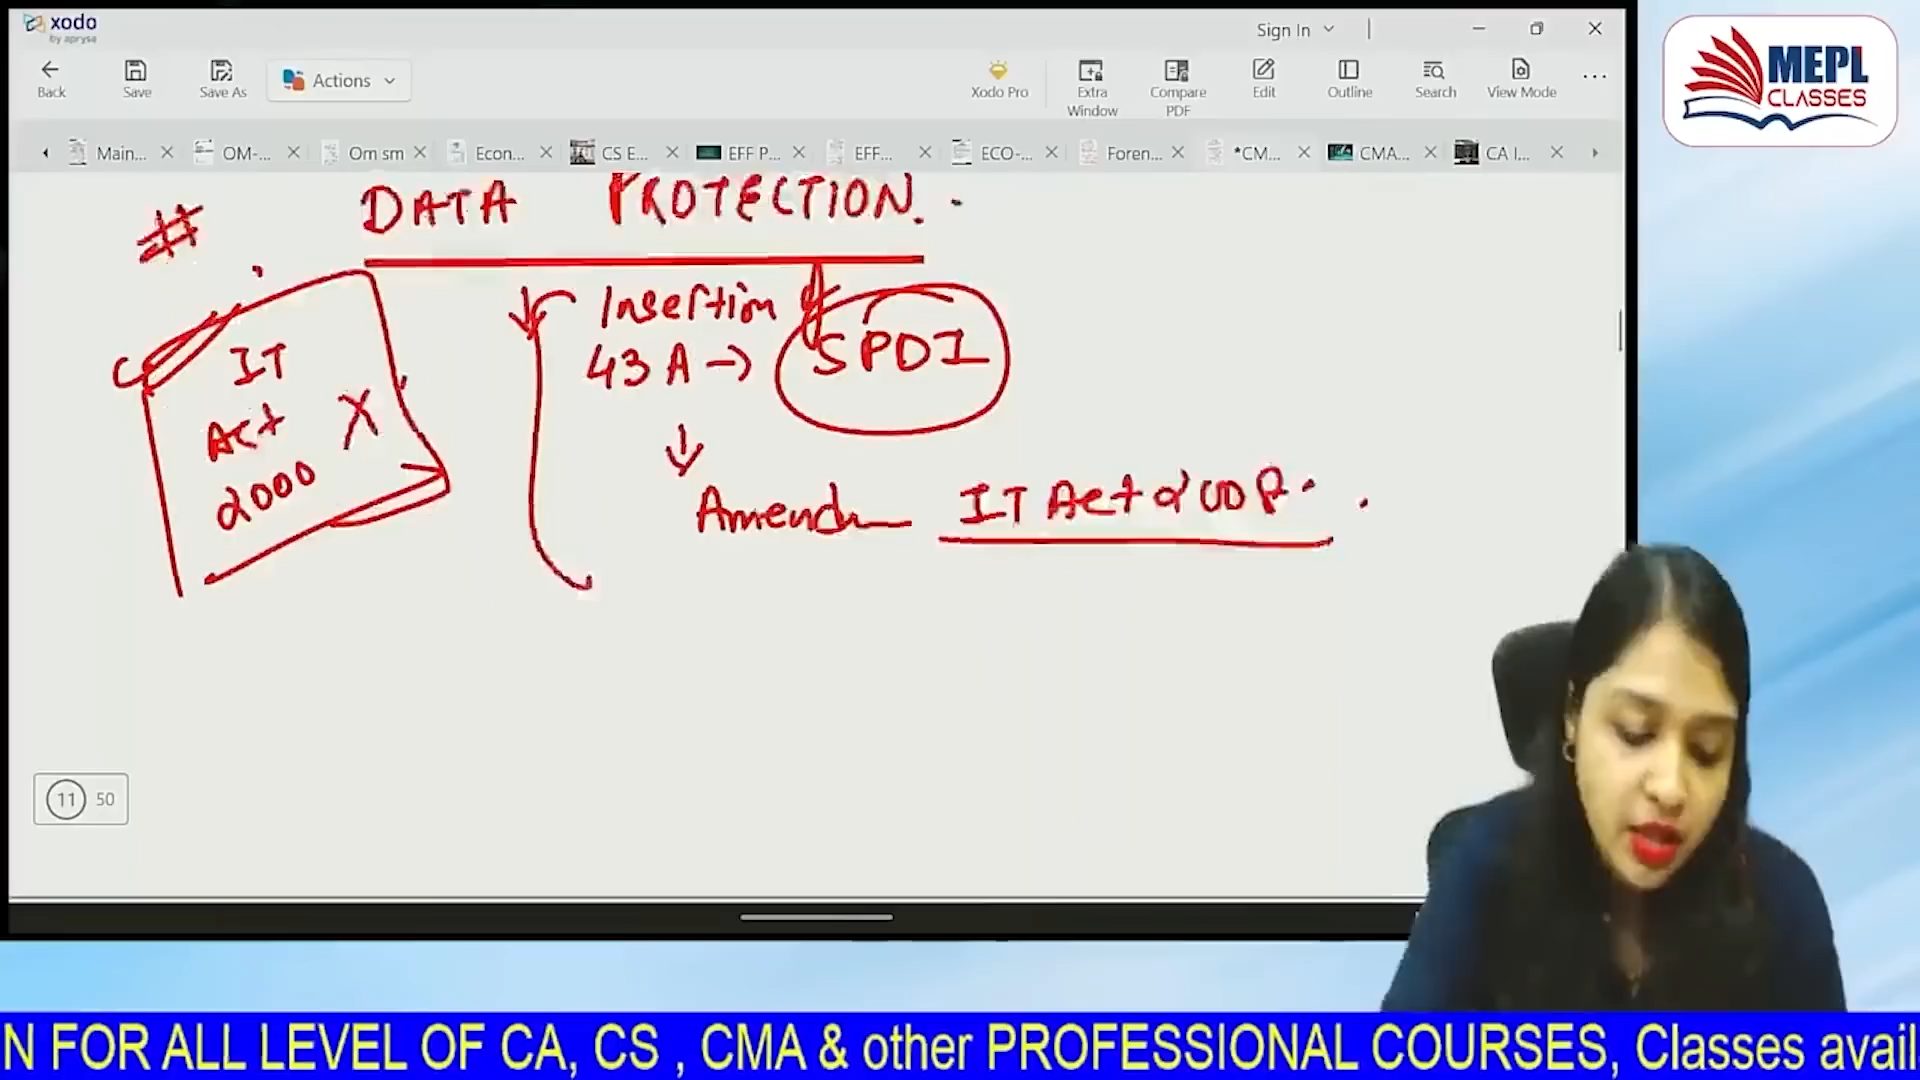 xodo
by apryse
Sign In
Back
Save
Save As
Actions
Xodo Pro
Extra Window
Compare PDF
Edit
Outline
Search
View Mode
Main...
OM-...
Om sm
Econ...
CS E...
EFF P...
EFF...
ECO-...
Foren...
*CM...
CMA...
CA I...
MEPL
CLASSES
# DATA PROTECTION.
Insertion of
43A → SPDI
IT
Act X
2000
IT Act
11 50
N FOR ALL LEVEL OF CA, CS , CMA & other PROFESSIONAL COURSES, Classes avail